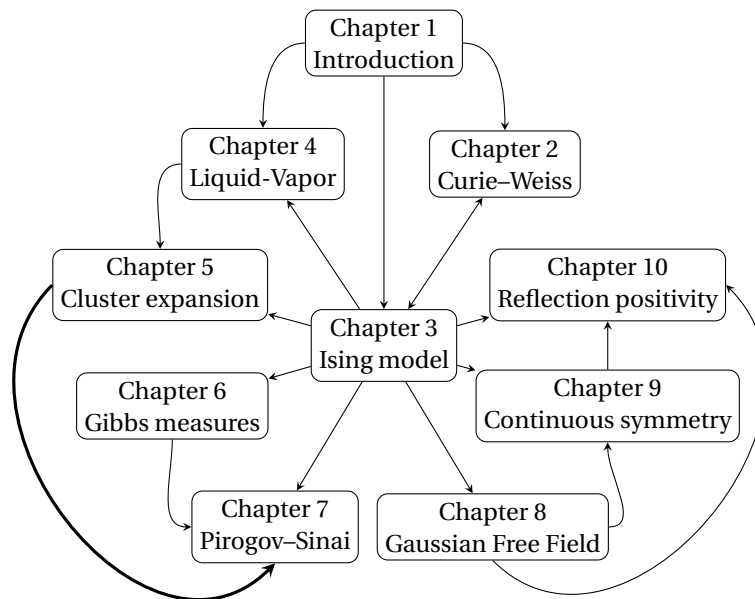 Chapter 1
Introduction
Chapter 4
Liquid-Vapor
Chapter 2
Curie–Weiss
Chapter 5
Cluster expansion
Chapter 10
Reflection positivity
Chapter 3
Ising model
Chapter 6
Gibbs measures
Chapter 9
Continuous symmetry
Chapter 7
Pirogov–Sinai
Chapter 8
Gaussian Free Field